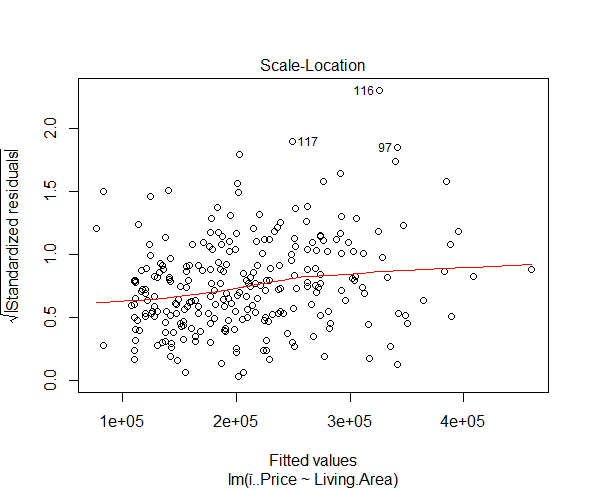 Scale-Location
√|Standardized residuals|
2.0
1.5
1.0
0.5
0.0
116
117
97
1e+05
2e+05
3e+05
4e+05
Fitted values
lm(ï..Price ~ Living.Area)